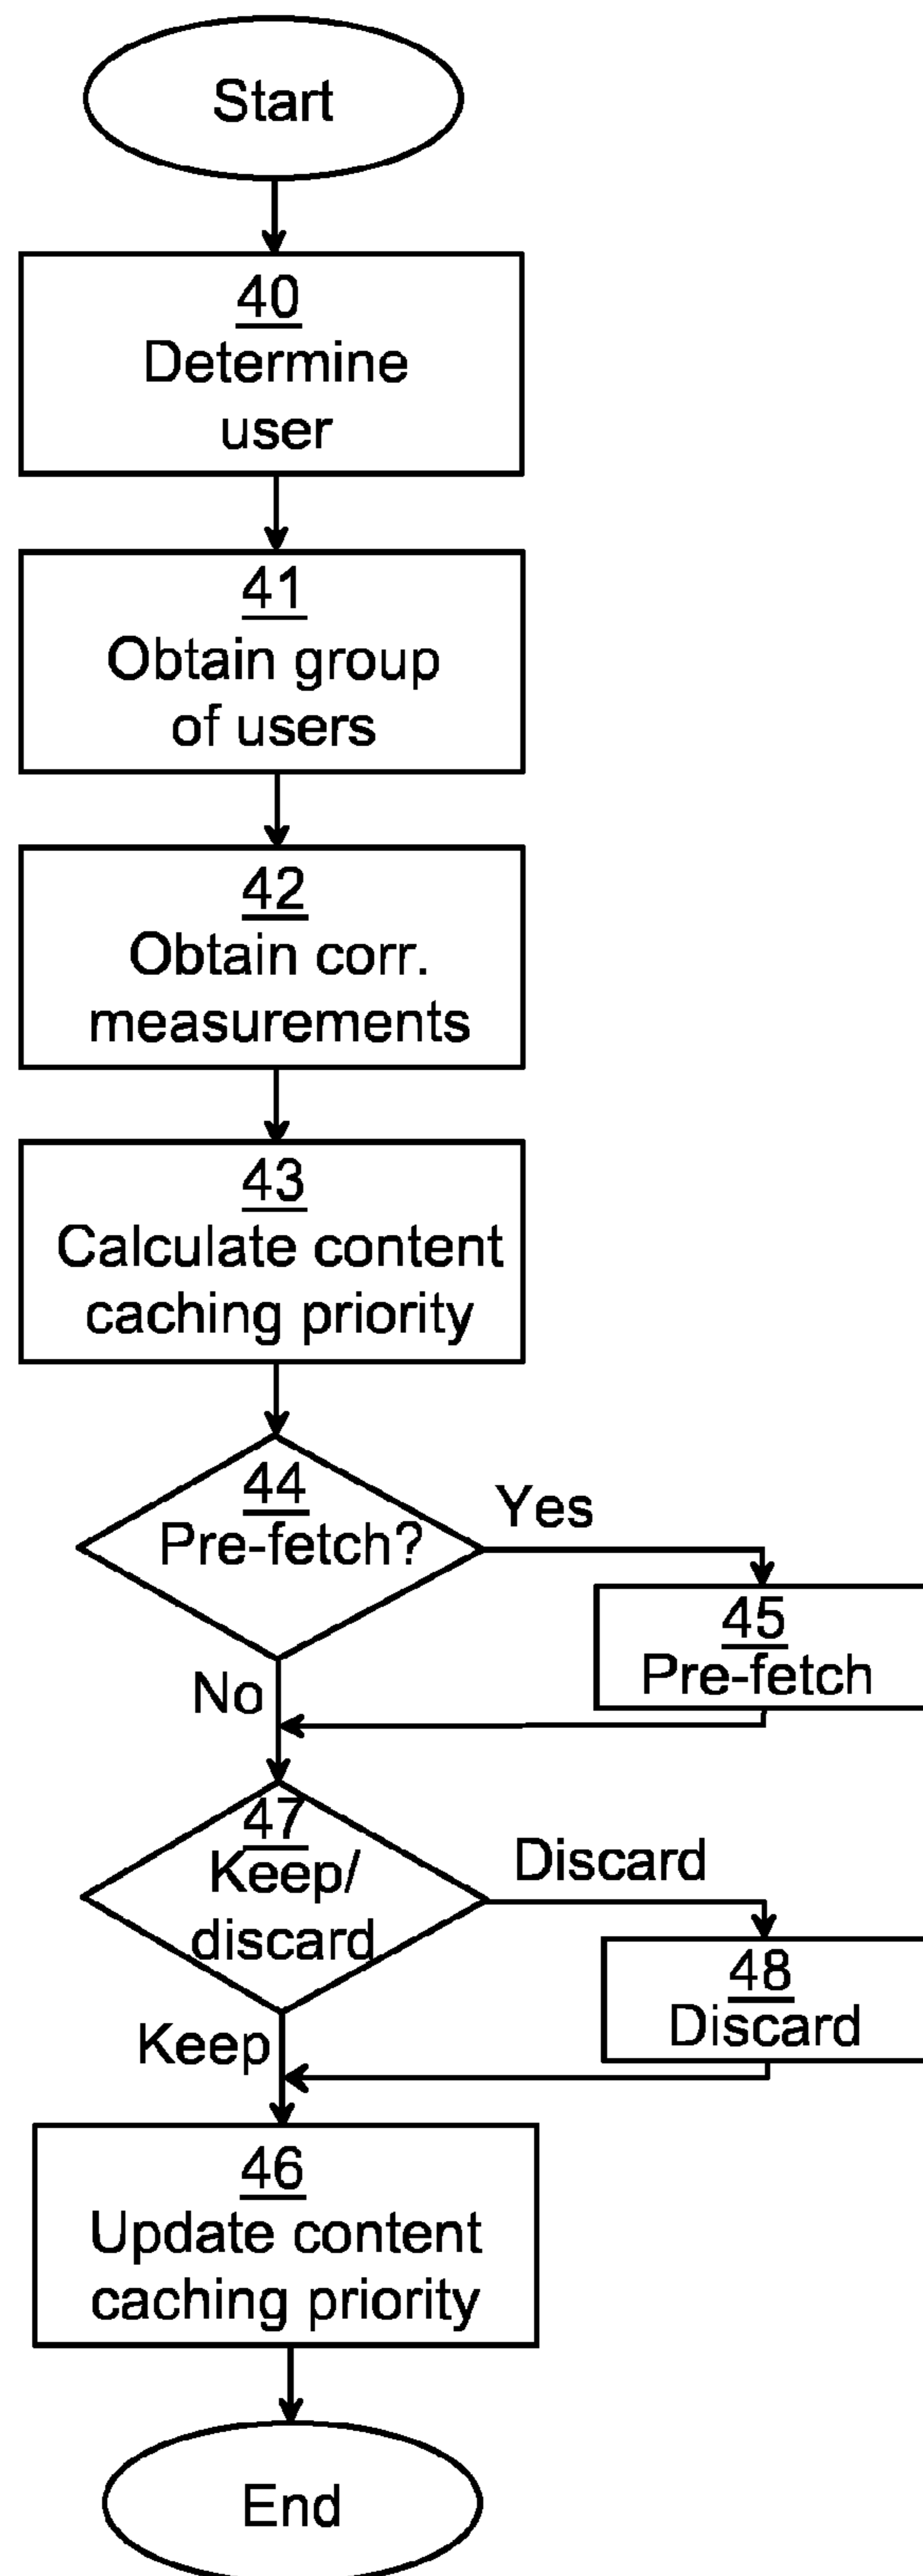 Start
40
Determine
user
41
Obtain group
of users
42
Obtain corr.
measurements
43
Calculate content
caching priority
44
Pre-fetch?
Yes
45
Pre-fetch
No
47
Keep/
discard
Discard
48
Discard
Keep
46
Update content
caching priority
End